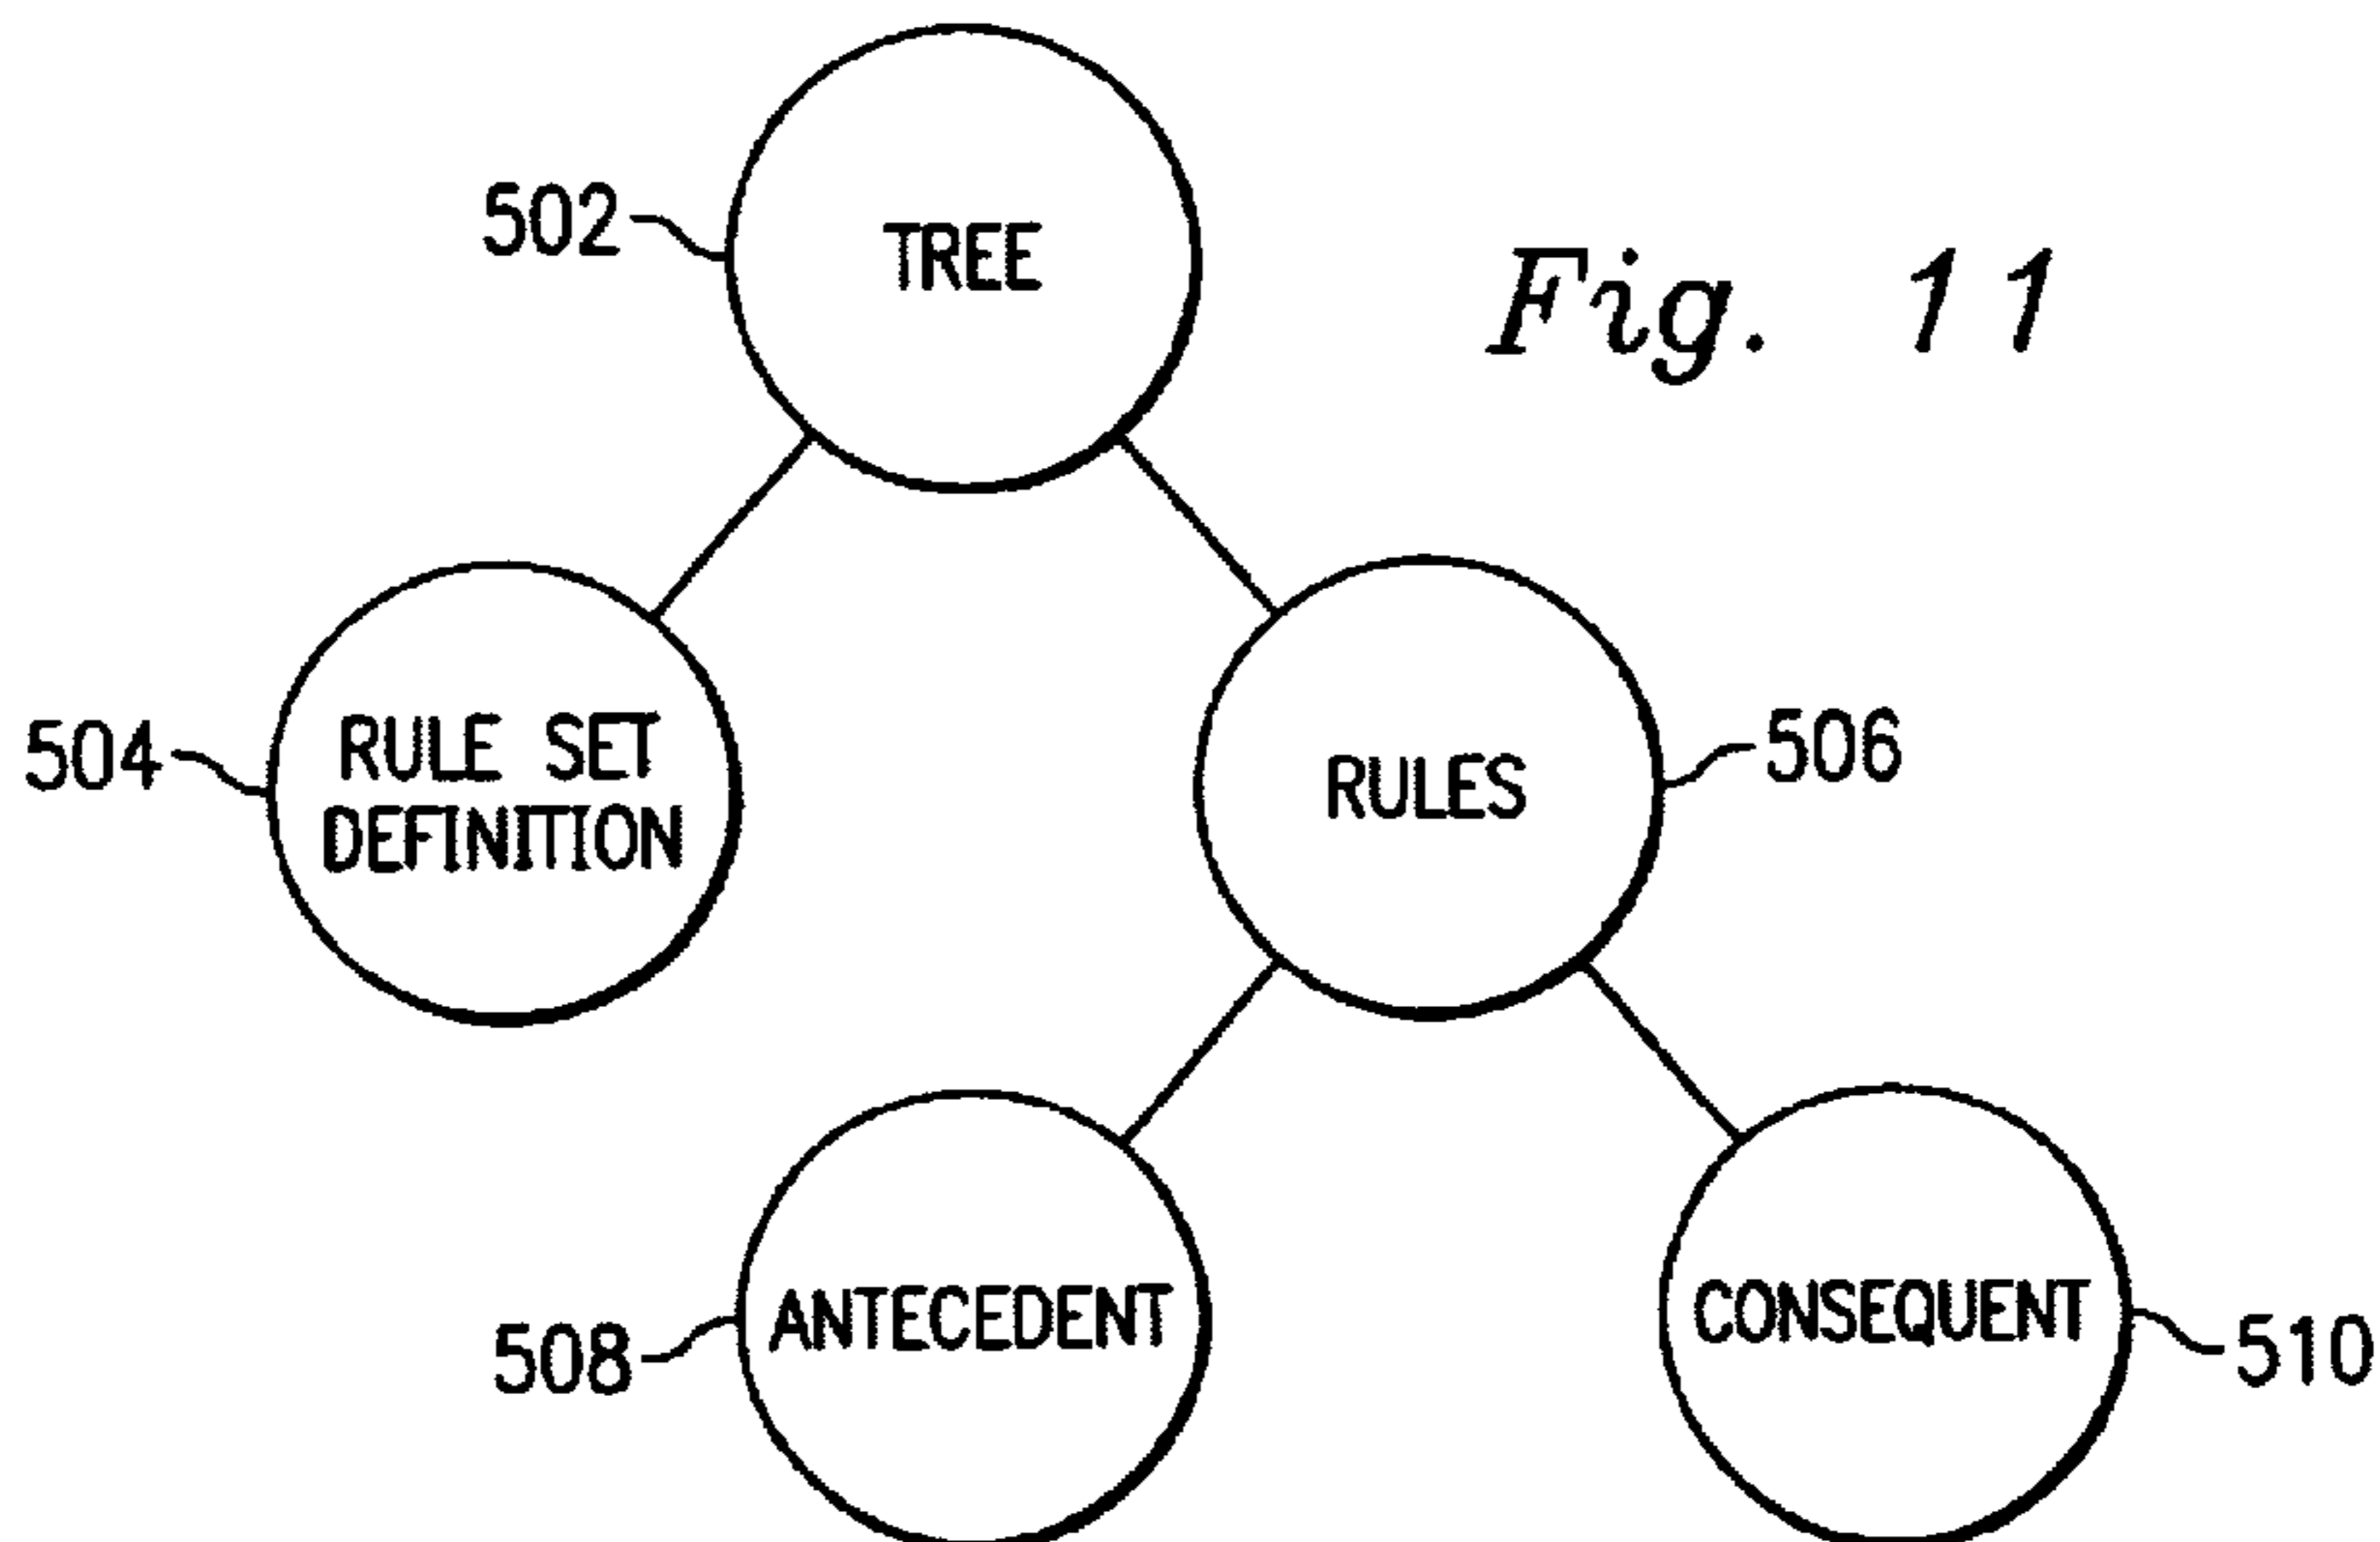 502
TREE
Fig. 11
504
RULE SET
DEFINITION
RULES
506
508
ANTECEDENT
CONSEQUENT
510